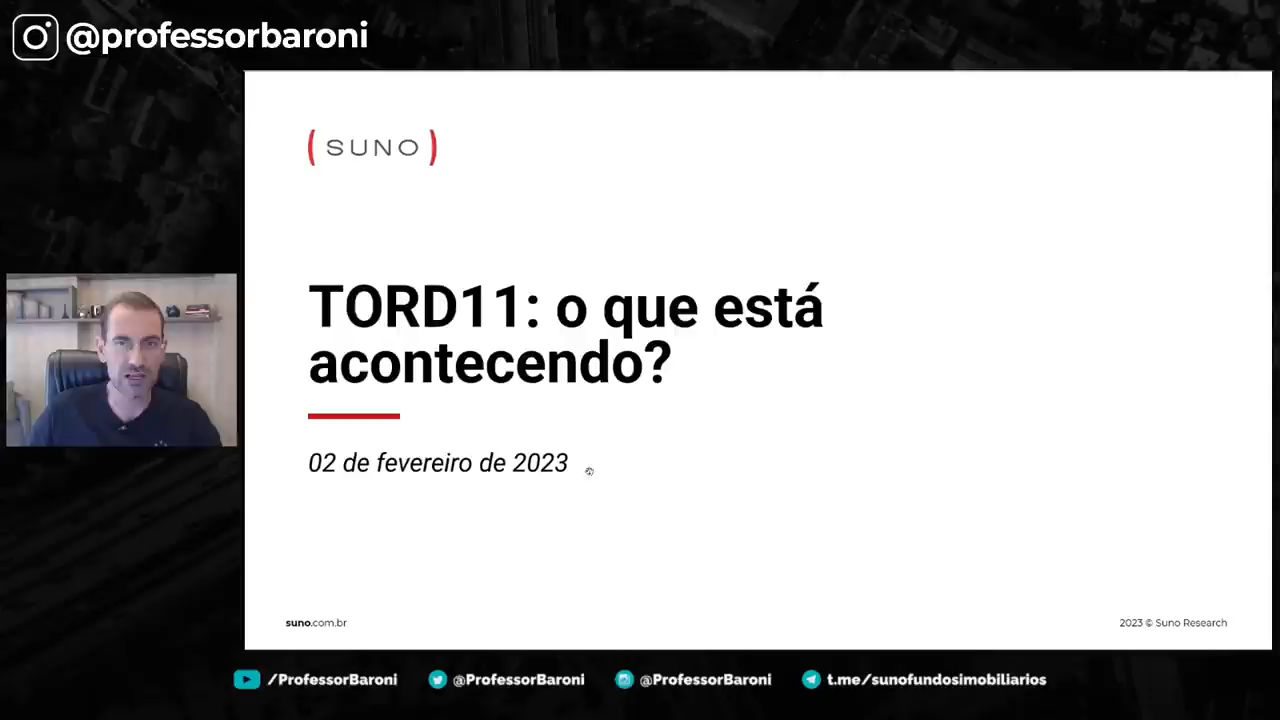 @professorbaroni
( SUNO )
TORD11: o que está
acontecendo?
02 de fevereiro de 2023
suno.com.br
2023 © Suno Research
/ProfessorBaroni
@ProfessorBaroni
@ProfessorBaroni
t.me/sunofundosimobiliarios